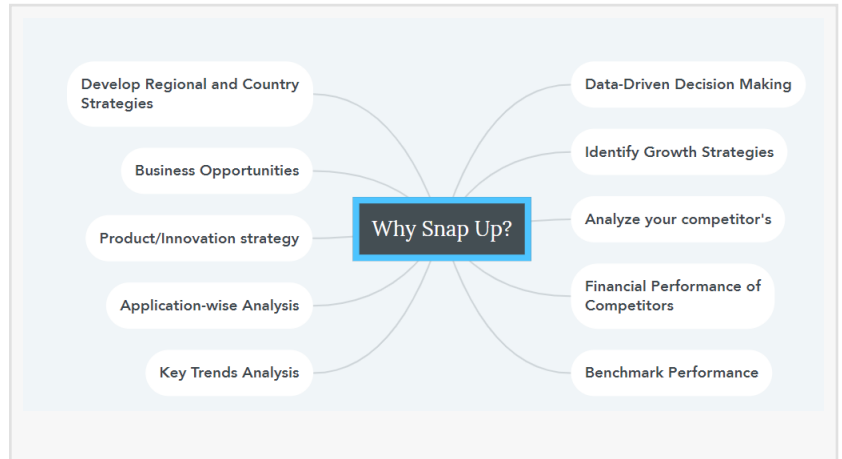 Develop Regional and Country
Strategies
Business Opportunities
Product/Innovation strategy
Application-wise Analysis
Key Trends Analysis
Why Snap Up?
Data-Driven Decision Making
Identify Growth Strategies
Analyze your competitor's
Financial Performance of
Competitors
Benchmark Performance